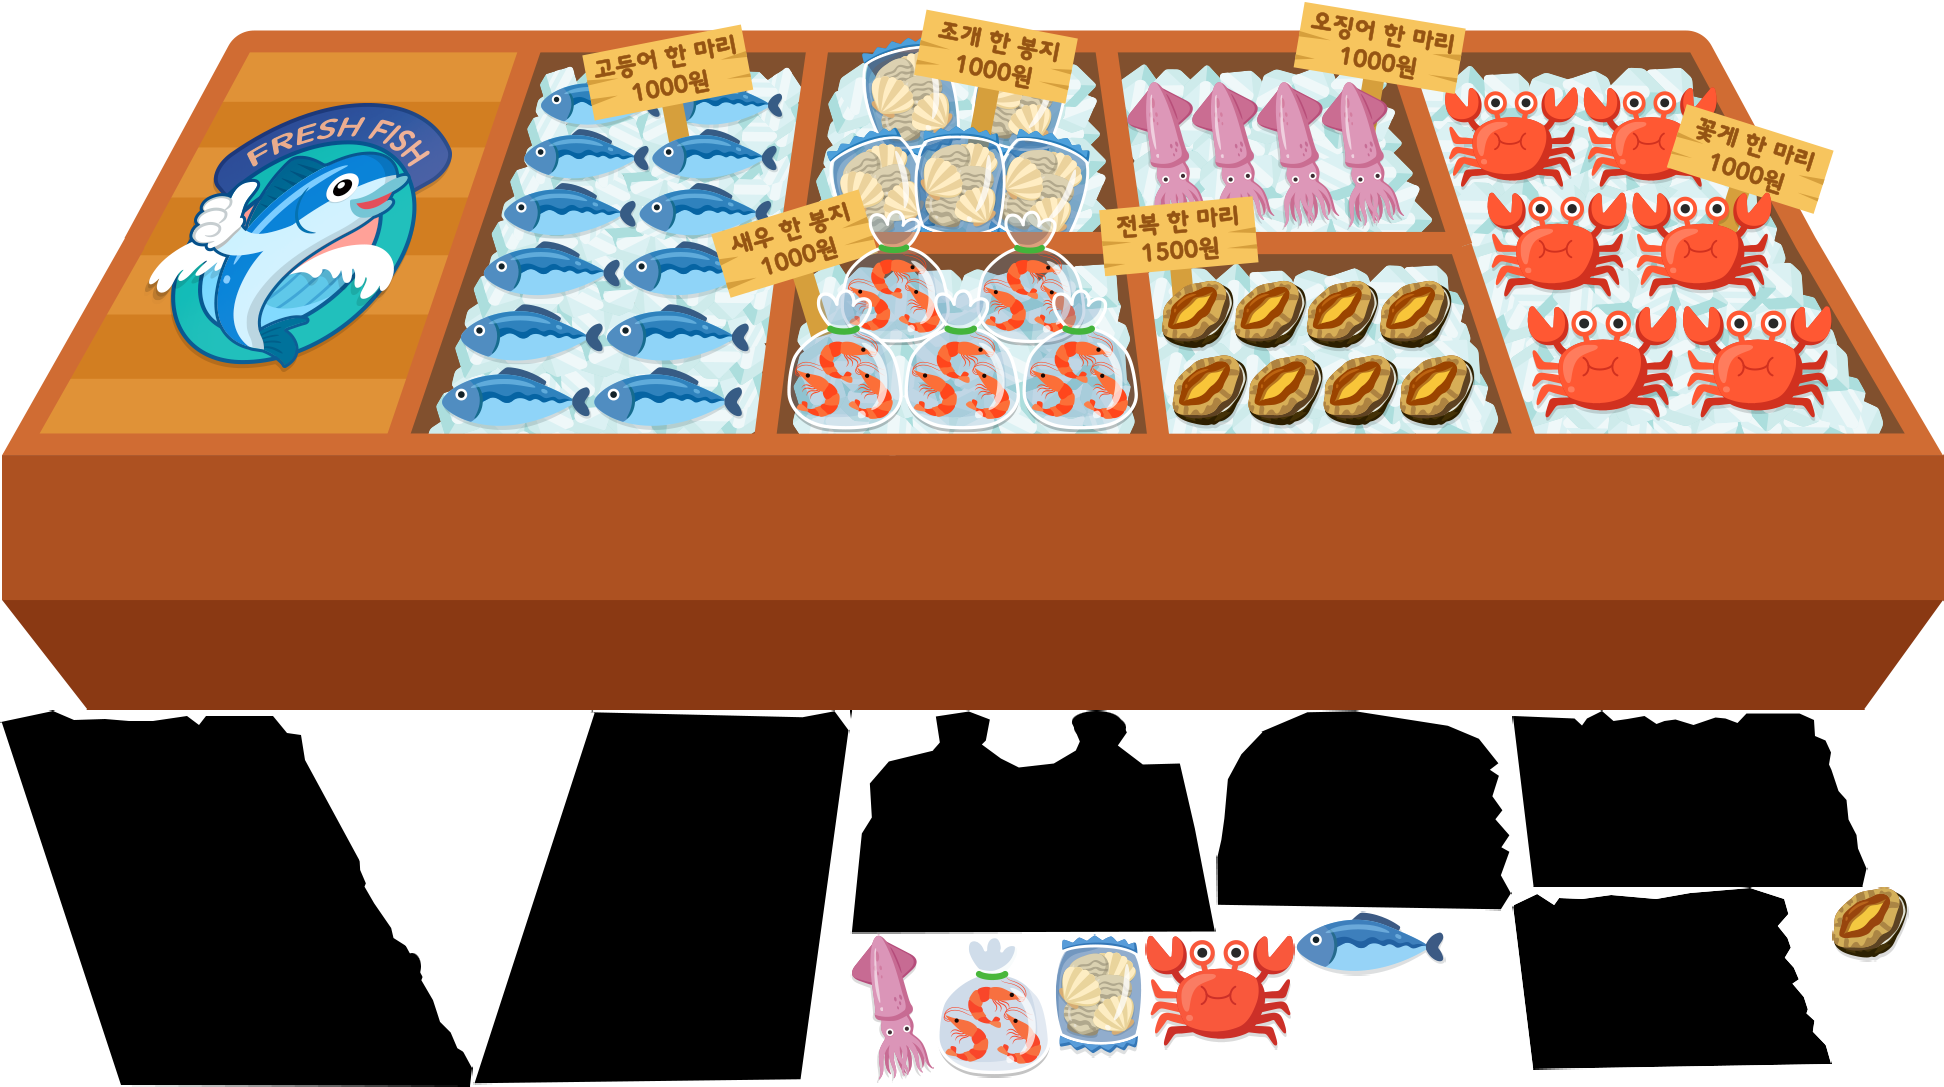 고등어 한 마리
1000원
조개 한 봉지
1000원
오징어 한 마리
1000원
꽃게 한 마리
1000원
FRESH FISH
새우 한 봉지
1000원
전복 한 마리
1500원